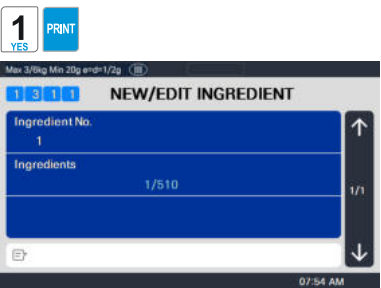 1
YES
PRINT
Max 3/6kg Min 20g e=d=1/2g (III)
1 3 1 1 NEW/EDIT INGREDIENT
Ingredient No.
1
Ingredients
1/510
1/1
07:54 AM